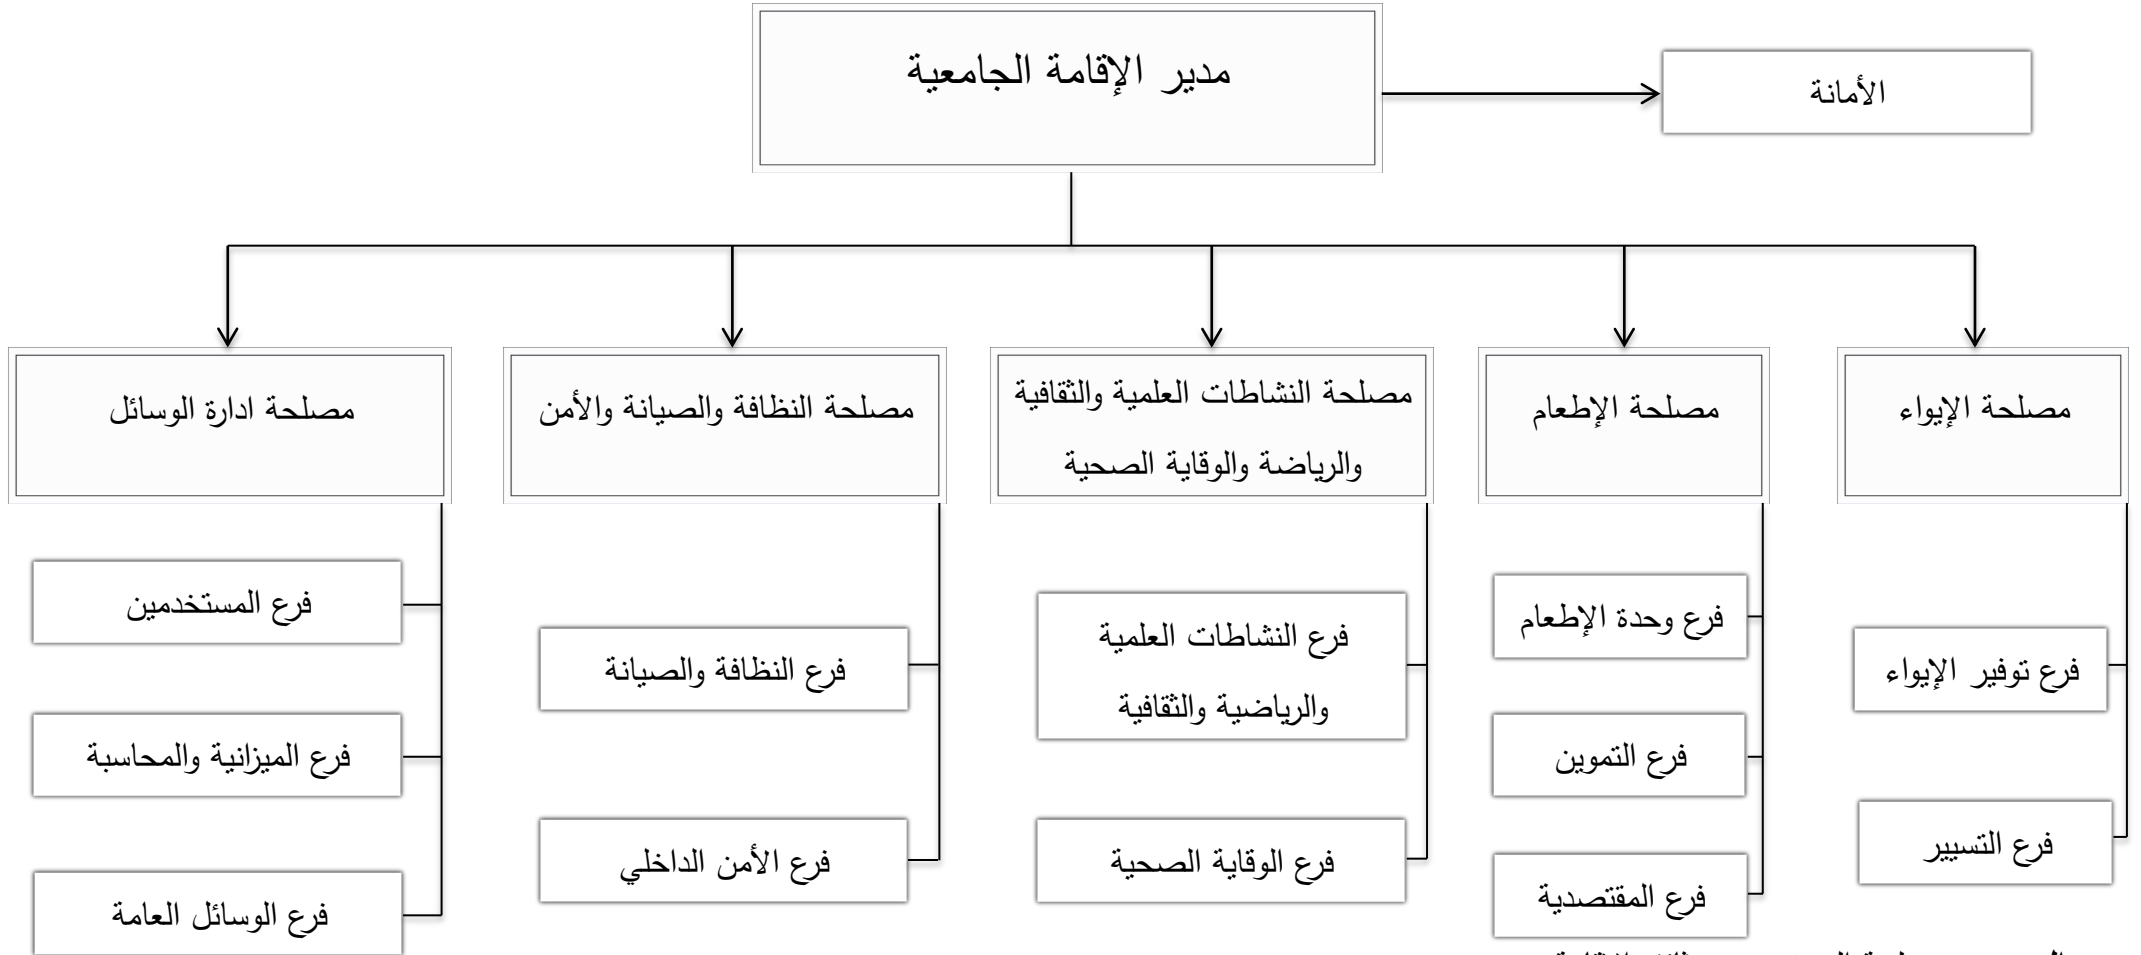 مدير الإقامة الجامعية
الأمانة
مصلحة الإيواء
مصلحة الإطعام
مصلحة النشاطات العلمية والثقافية
والرياضة والوقاية الصحية
مصلحة النظافة والصيانة والأمن
مصلحة ادارة الوسائل
فرع توفير الإيواء
فرع التسيير
فرع وحدة الإطعام
فرع التموين
فرع المقتصدية
فرع النشاطات العلمية
والرياضية والثقافية
فرع الوقاية الصحية
فرع النظافة والصيانة
فرع الأمن الداخلي
فرع المستخدمين
فرع الميزانية والمحاسبة
فرع الوسائل العامة